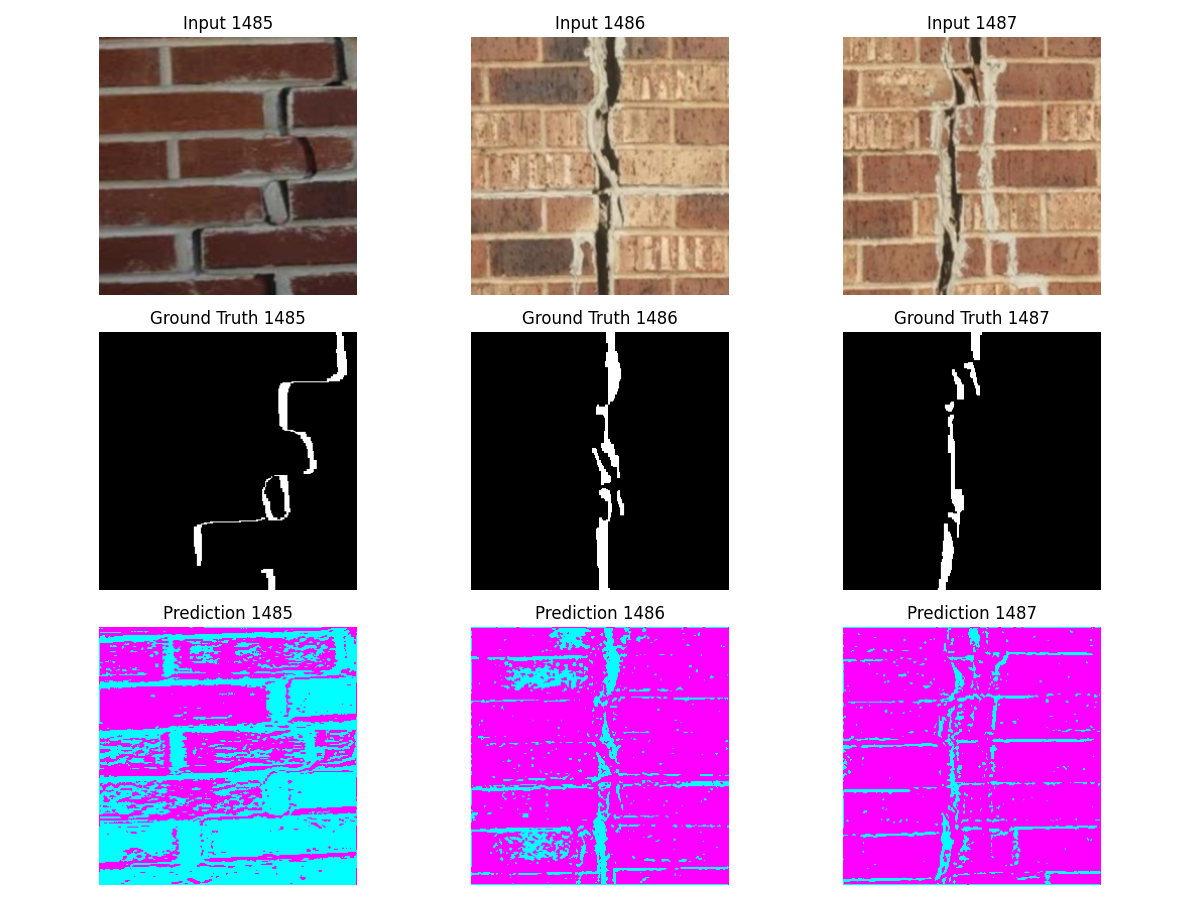 Input 1485
Input 1486
Input 1487
Ground Truth 1485
Ground Truth 1486
Ground Truth 1487
Prediction 1485
Prediction 1486
Prediction 1487